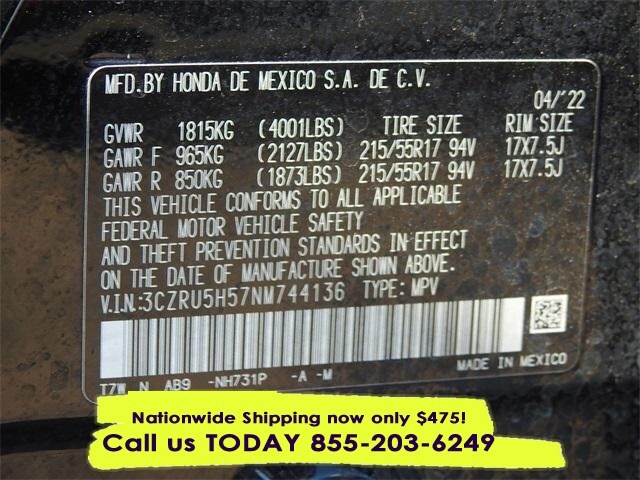 MFD.BY HONDA DE MEXICO S.A. DE C.V.
04/'22
GVWR 1815KG (4001LBS) TIRE SIZE RIM SIZE
GAWR F 965KG (2127LBS) 215/55R17 94V 17X7.5J
GAWR R 850KG (1873LBS) 215/55R17 94V 17X7.5J
THIS VEHICLE CONFORMS TO ALL APPLICABLE
FEDERAL MOTOR VEHICLE SAFETY
AND THEFT PREVENTION STANDARDS IN EFFECT
ON THE DATE OF MANUFACTURE SHOWN ABOVE.
V.I.N:3CZRU5H57NM744136 TYPE: MPV
MADE IN MEXICO
T7W N AB9 -NH731P -A -M
Nationwide Shipping now only $475!
Call us TODAY 855-203-6249